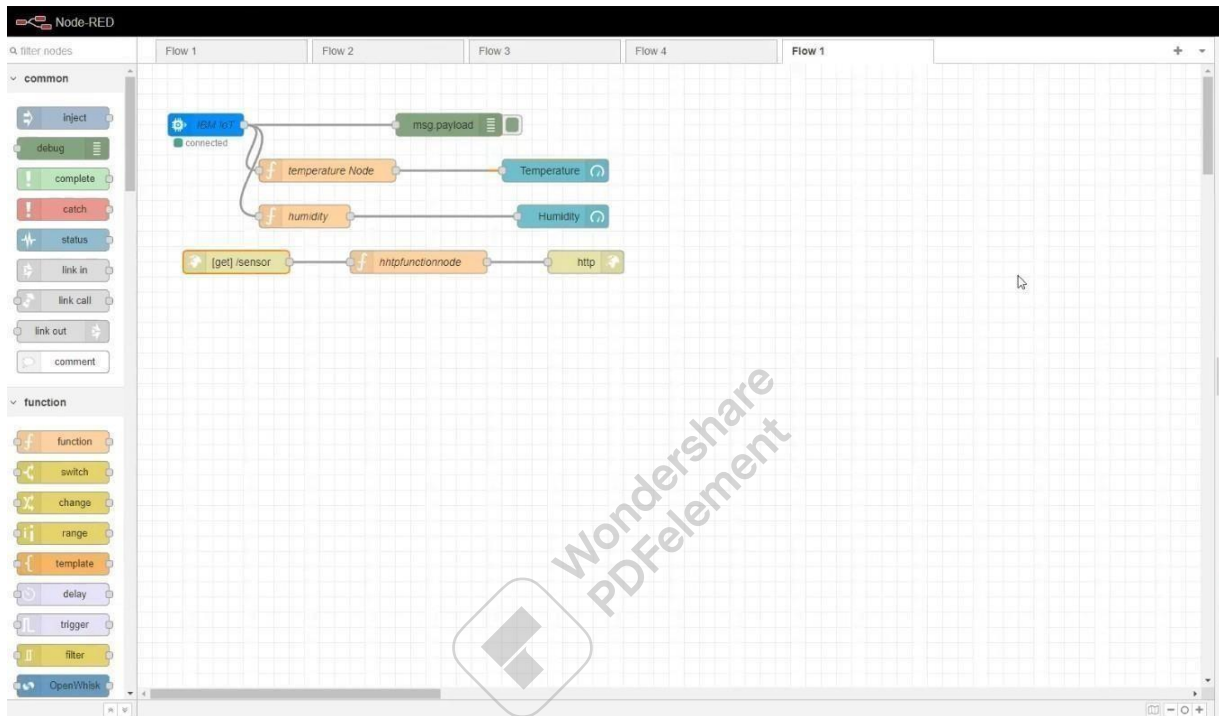 Node-RED
filter nodes
Flow 1
Flow 2
Flow 3
Flow 4
Flow 1
common
inject
debug
complete
catch
status
link in
link call
link out
comment
function
function
switch
change
range
template
delay
trigger
filter
OpenWhisk
IBM IoT
connected
msg.payload
temperature Node
Temperature
humidity
Humidity
[get] /sensor
hhtpfunctionnode
http
Wondershare
PDFelement